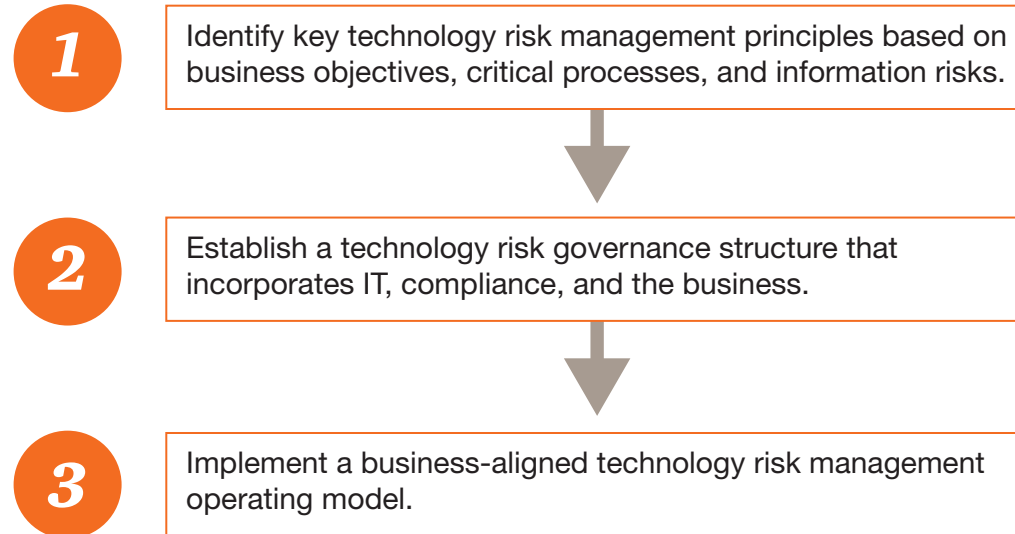 1
Identify key technology risk management principles based on
business objectives, critical processes, and information risks.
2
Establish a technology risk governance structure that
incorporates IT, compliance, and the business.
3
Implement a business-aligned technology risk management
operating model.